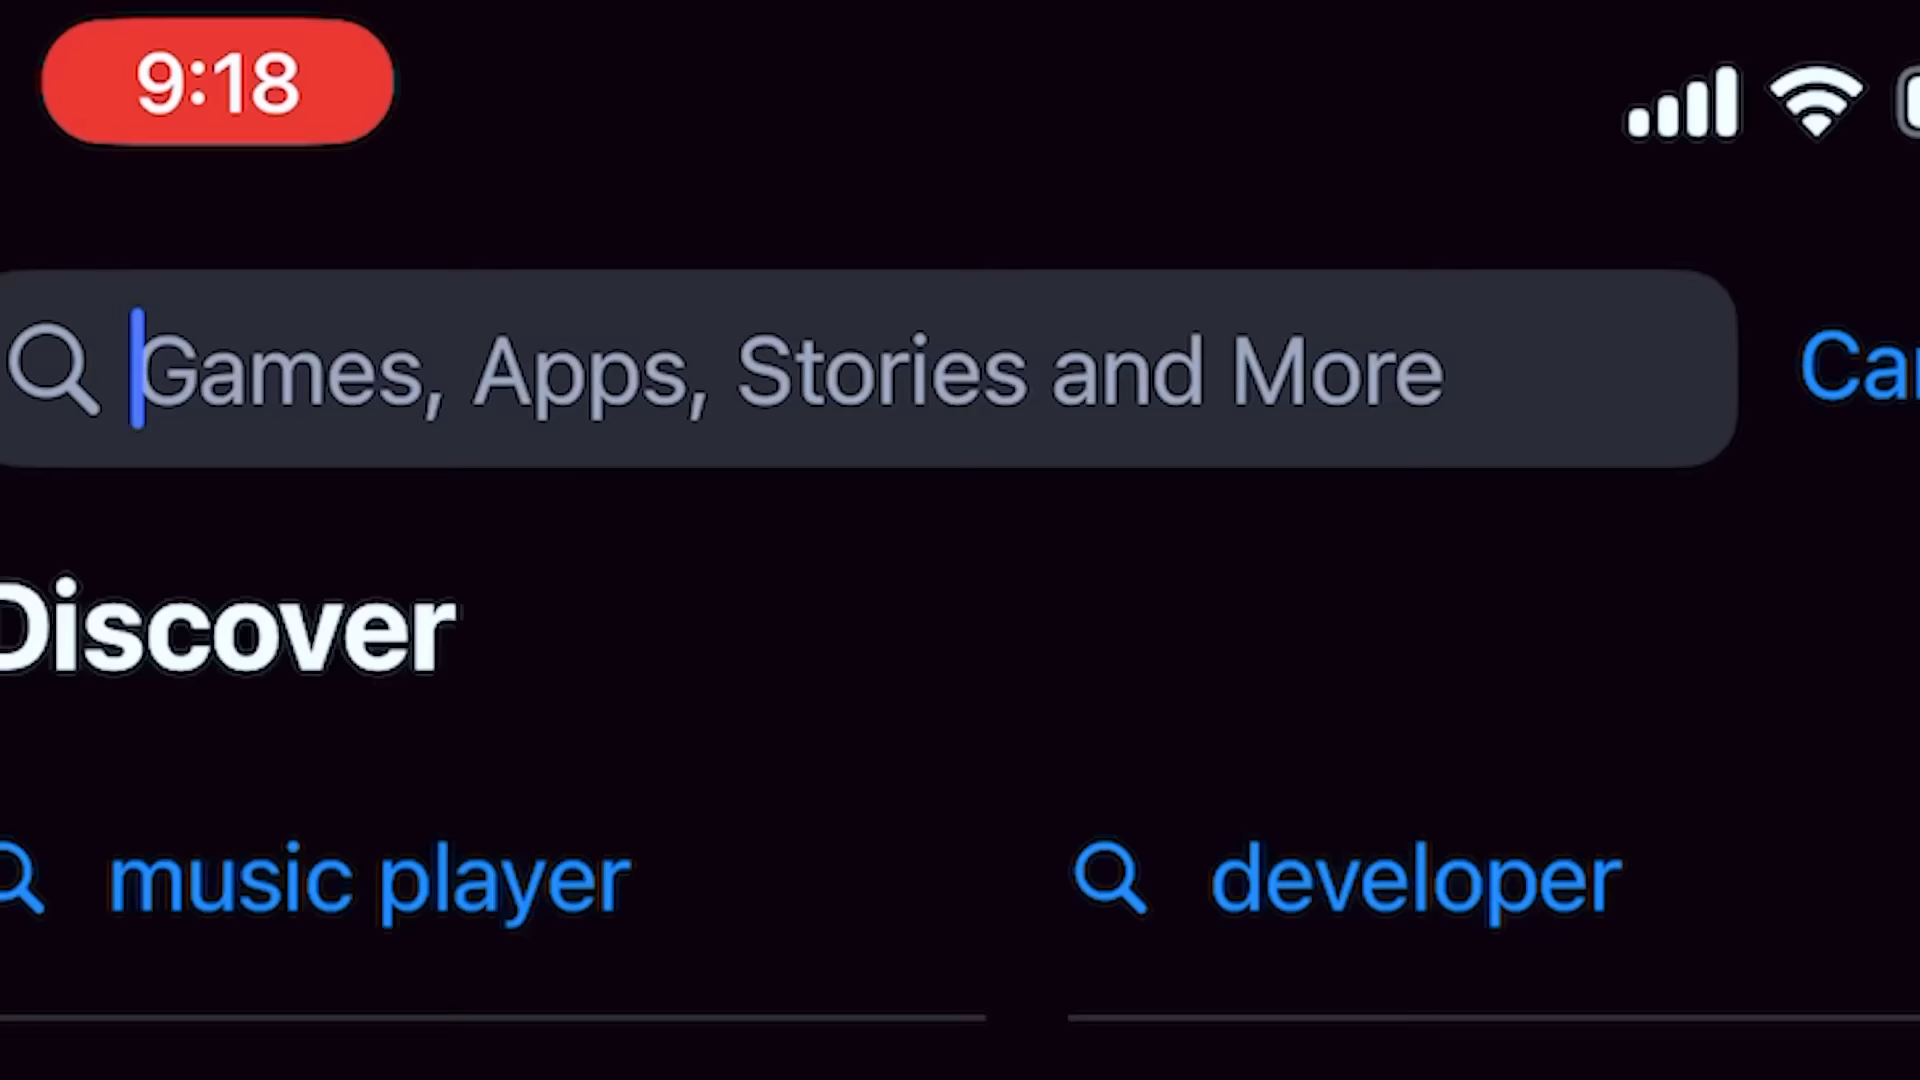 9:18
Games, Apps, Stories and More
Discover
music player
developer